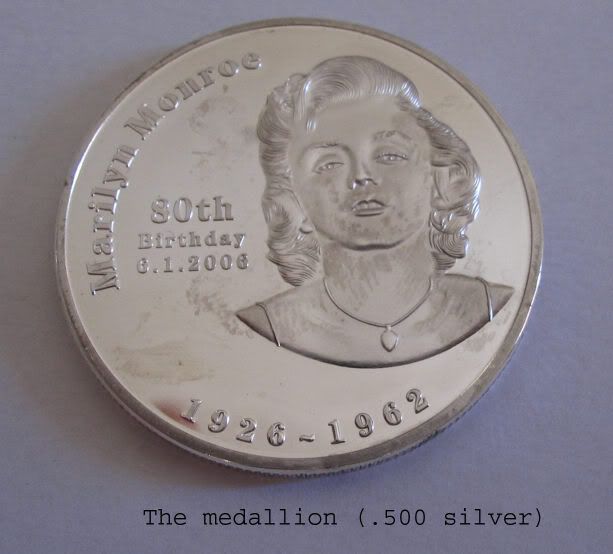 Marilyn Monroe
80th
Birthday
6.1.2006
1926~1962
The medallion (.500 silver)